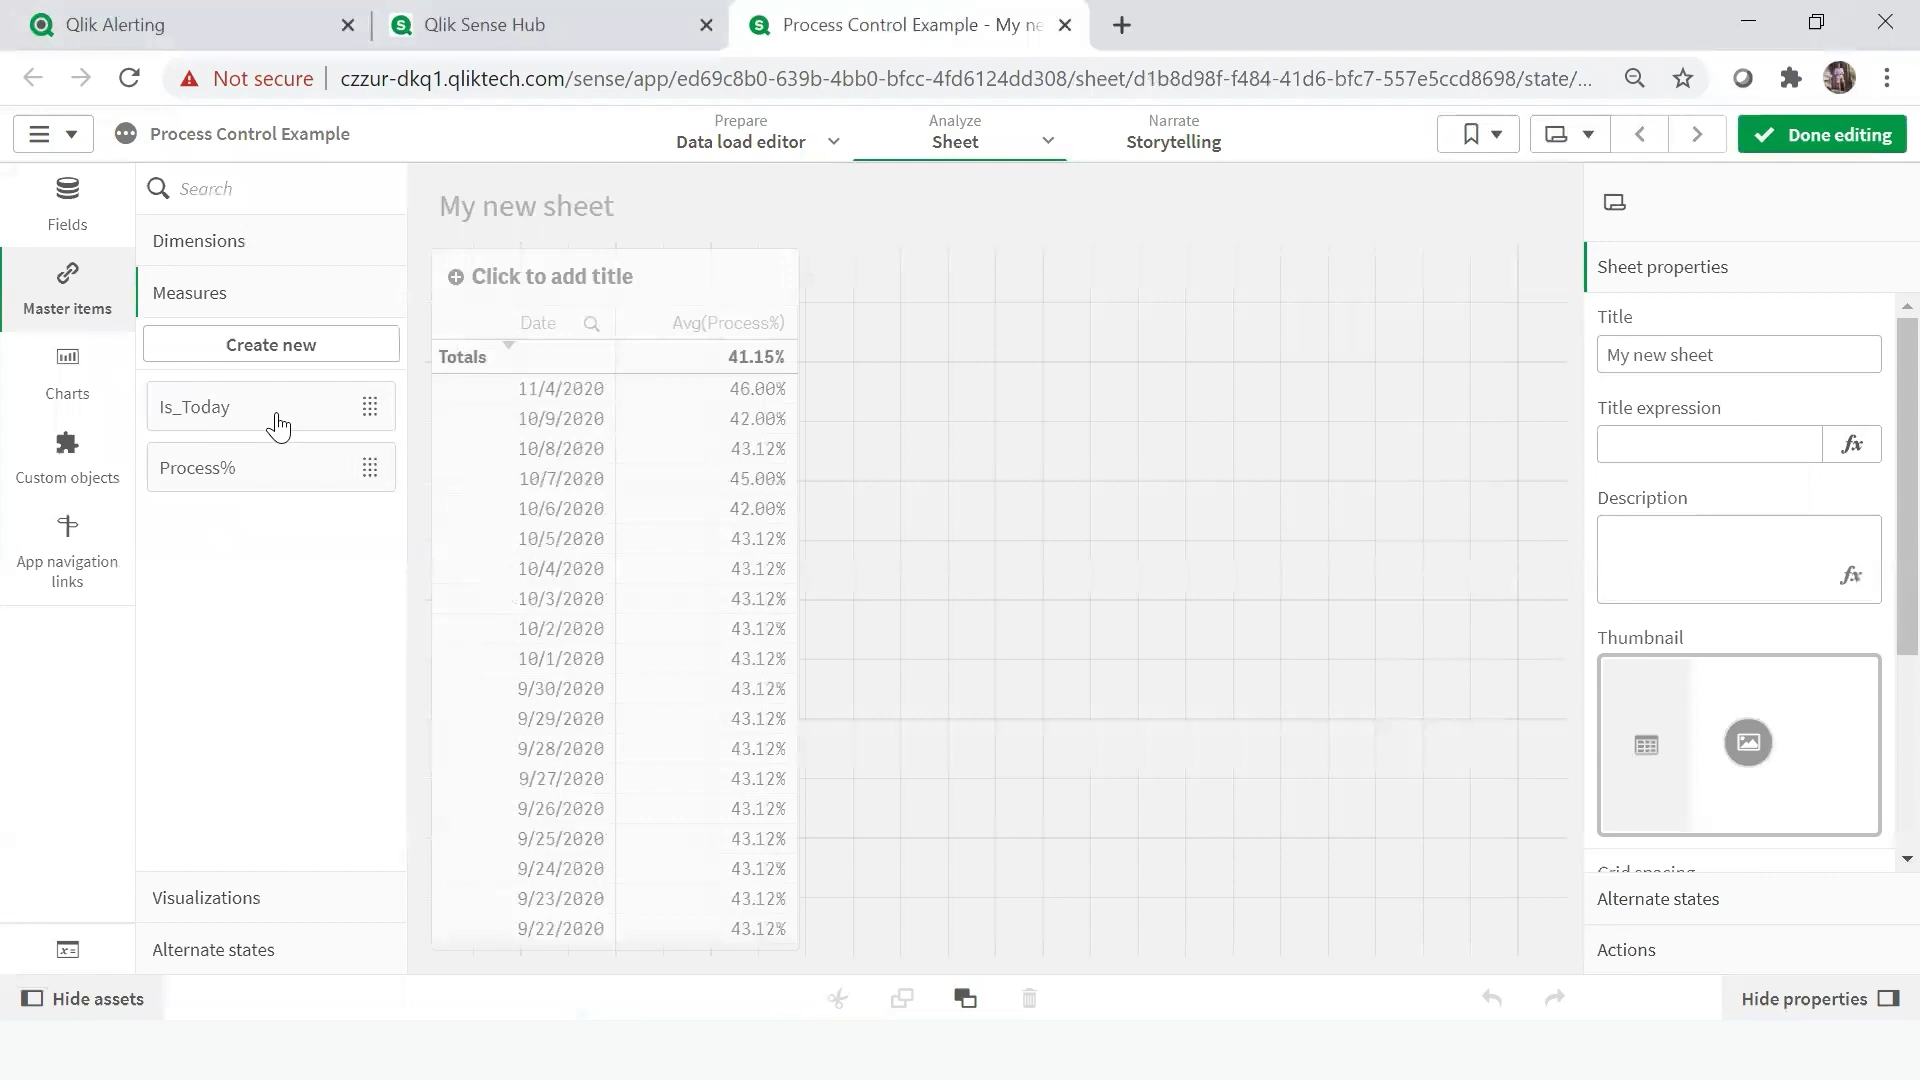 Qlik Alerting
Qlik Sense Hub
Process Control Example - My ne
Not secure
czzur-dkq1.qliktech.com/sense/app/ed69c8b0-639b-4bb0-bfcc-4fd6124dd308/sheet/d1b8d98f-f484-41d6-bfc7-557e5ccd8698/state/...
Process Control Example
Prepare
Data load editor
Analyze
Sheet
Narrate
Storytelling
Done editing
Fields
Master items
Charts
Custom objects
App navigation
links
Search
Dimensions
Measures
Create new
Is_Today
Process%
Visualizations
Alternate states
My new sheet
Click to add title
Date Avg(Process%)
Totals 41.15%
11/4/2020 46.00%
10/9/2020 42.00%
10/8/2020 43.12%
10/7/2020 45.00%
10/6/2020 42.00%
10/5/2020 43.12%
10/4/2020 43.12%
10/3/2020 43.12%
10/2/2020 43.12%
10/1/2020 43.12%
9/30/2020 43.12%
9/29/2020 43.12%
9/28/2020 43.12%
9/27/2020 43.12%
9/26/2020 43.12%
9/25/2020 43.12%
9/24/2020 43.12%
9/23/2020 43.12%
9/22/2020 43.12%
Sheet properties
Title
My new sheet
Title expression
fx
Description
fx
Thumbnail
Grid spacing
Alternate states
Actions
Hide assets
Hide properties